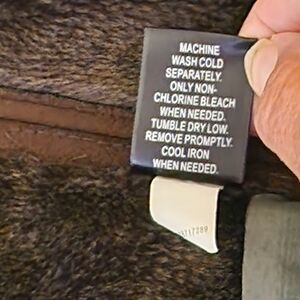 MACHINE
WASH COLD
SEPARATELY.
ONLY NON-
CHLORINE BLEACH
WHEN NEEDED.
TUMBLE DRY LOW.
REMOVE PROMPTLY.
COOL IRON
WHEN NEEDED.